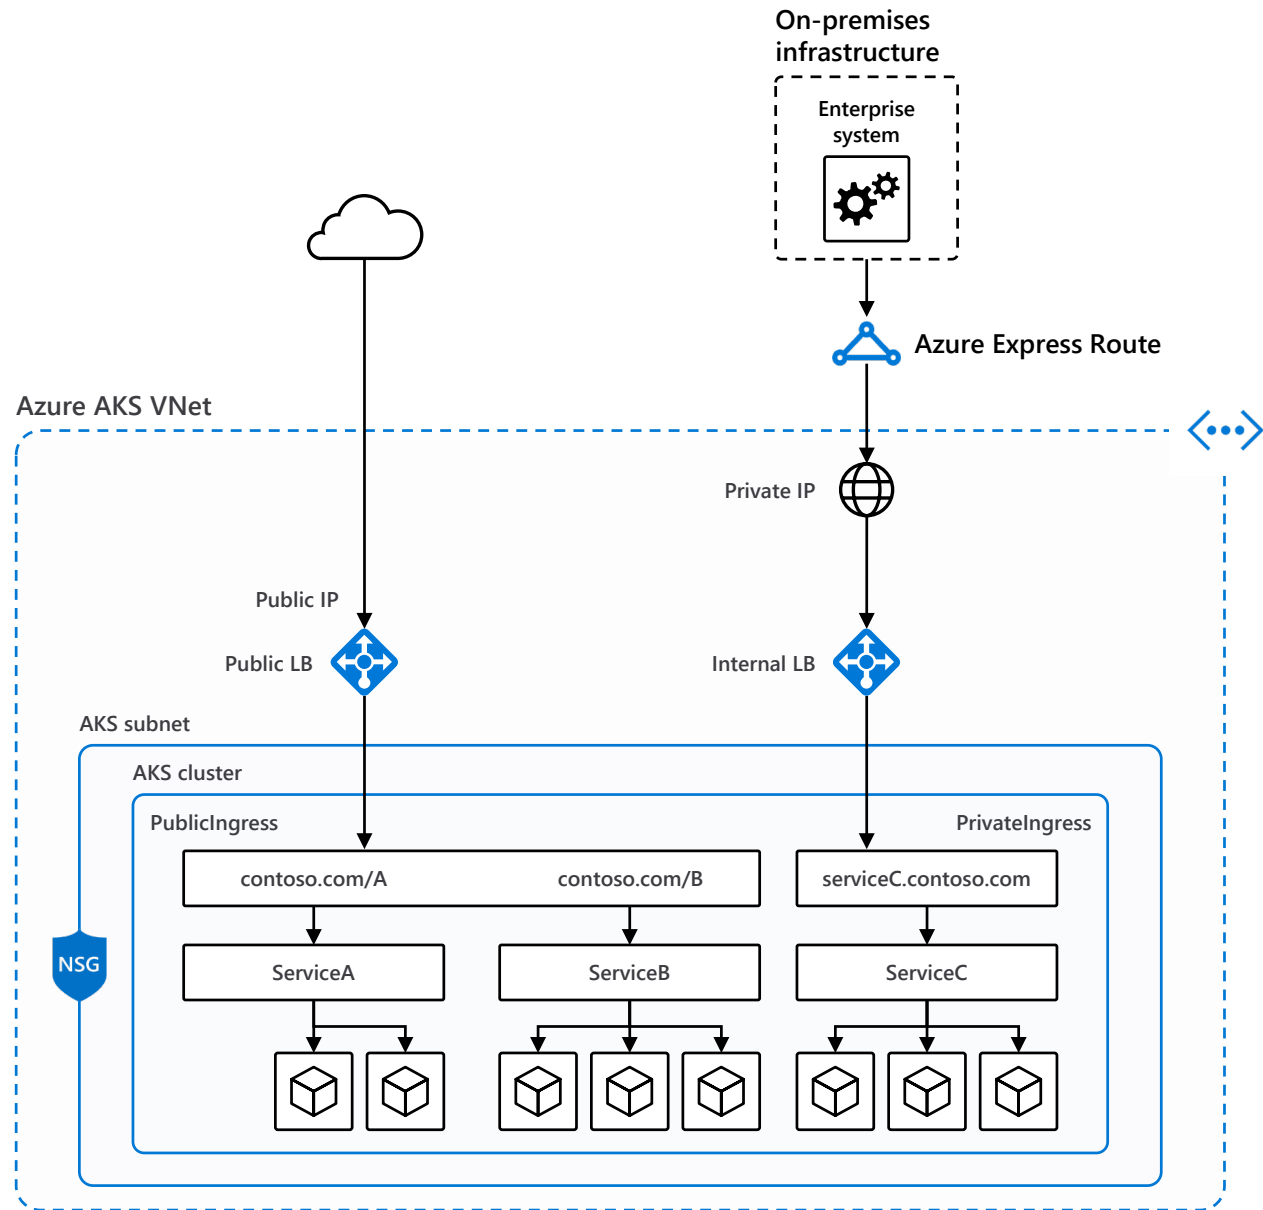 On-premises
infrastructure
Enterprise
system
Azure Express Route
Azure AKS VNet
Private IP
Public IP
Public LB
Internal LB
AKS subnet
AKS cluster
PublicIngress
PrivateIngress
contoso.com/A
contoso.com/B
serviceC.contoso.com
NSG
ServiceA
ServiceB
ServiceC